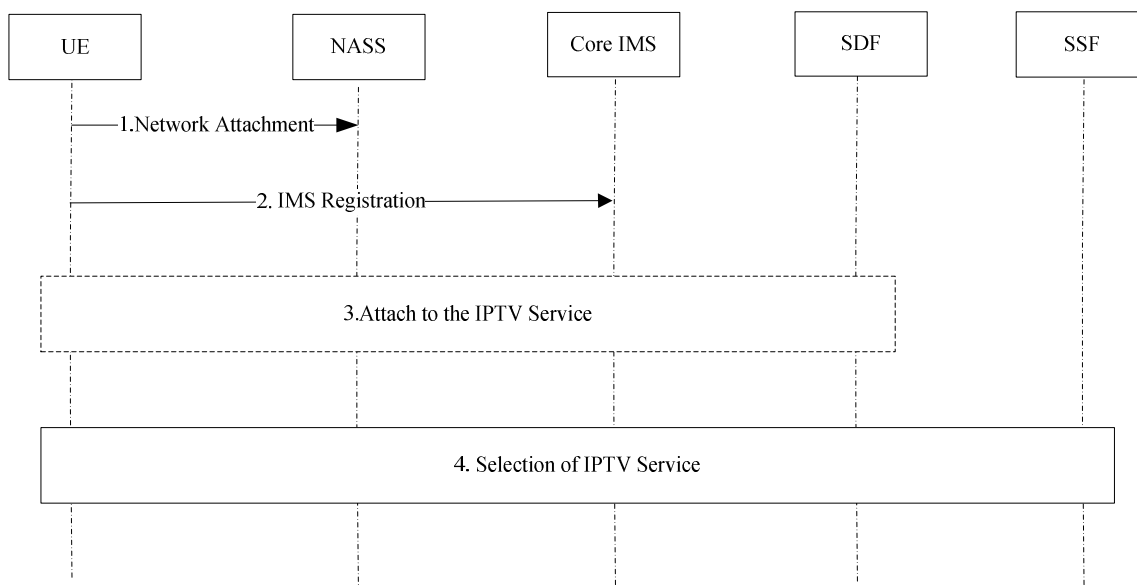 UE
NASS
Core IMS
SDF
SSF
1.Network Attachment
2. IMS Registration
3.Attach to the IPTV Service
4. Selection of IPTV Service